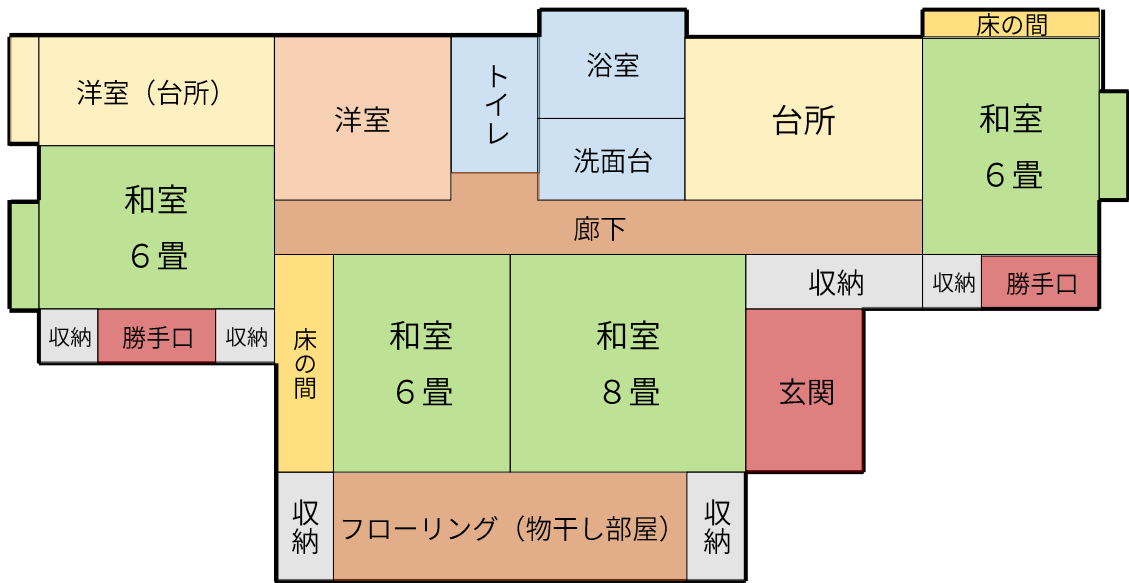 床の間
洋室（台所）
洋室
トイレ
浴室
洗面台
台所
和室
６畳
和室
６畳
廊下
収納
勝手口
収納
床の間
和室
６畳
和室
８畳
収納
収納
勝手口
玄関
収納
フローリング（物干し部屋）
収納